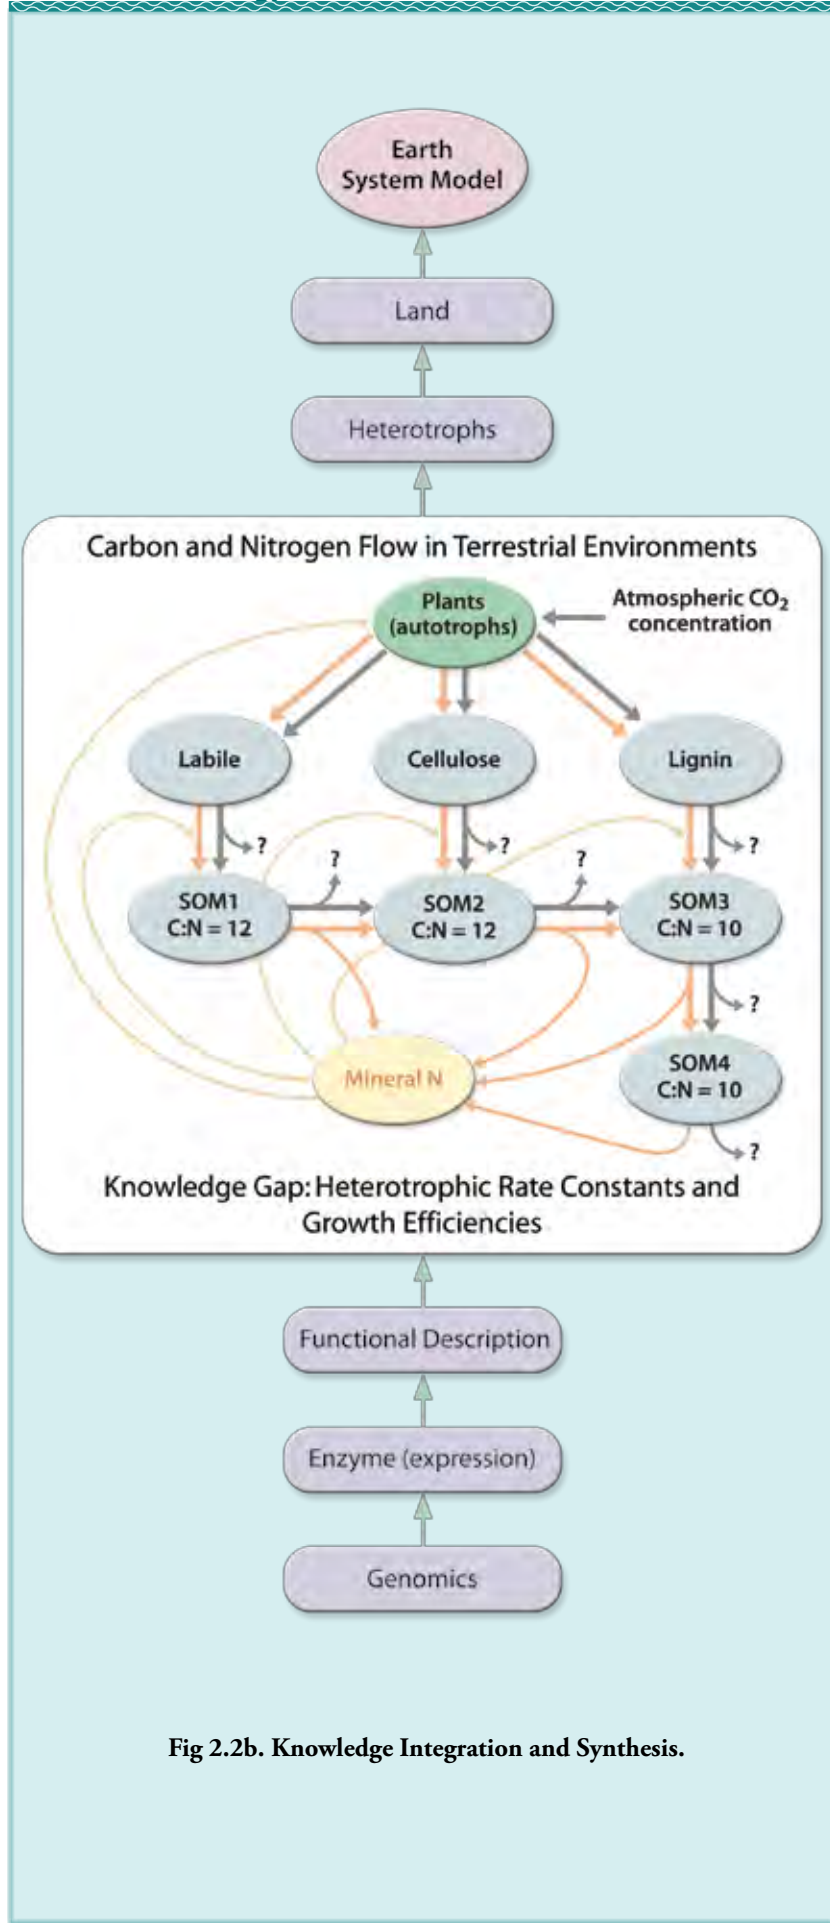 Earth
System Model
Land
Heterotrophs
Carbon and Nitrogen Flow in Terrestrial Environments
Plants
(autotrophs)
Atmospheric CO₂
concentration
Labile
Cellulose
Lignin
?
?
?
?
?
SOM1
C:N = 12
SOM2
C:N = 12
SOM3
C:N = 10
?
Mineral N
SOM4
C:N = 10
?
Knowledge Gap: Heterotrophic Rate Constants and
Growth Efficiencies
Functional Description
Enzyme (expression)
Genomics
Fig 2.2b. Knowledge Integration and Synthesis.